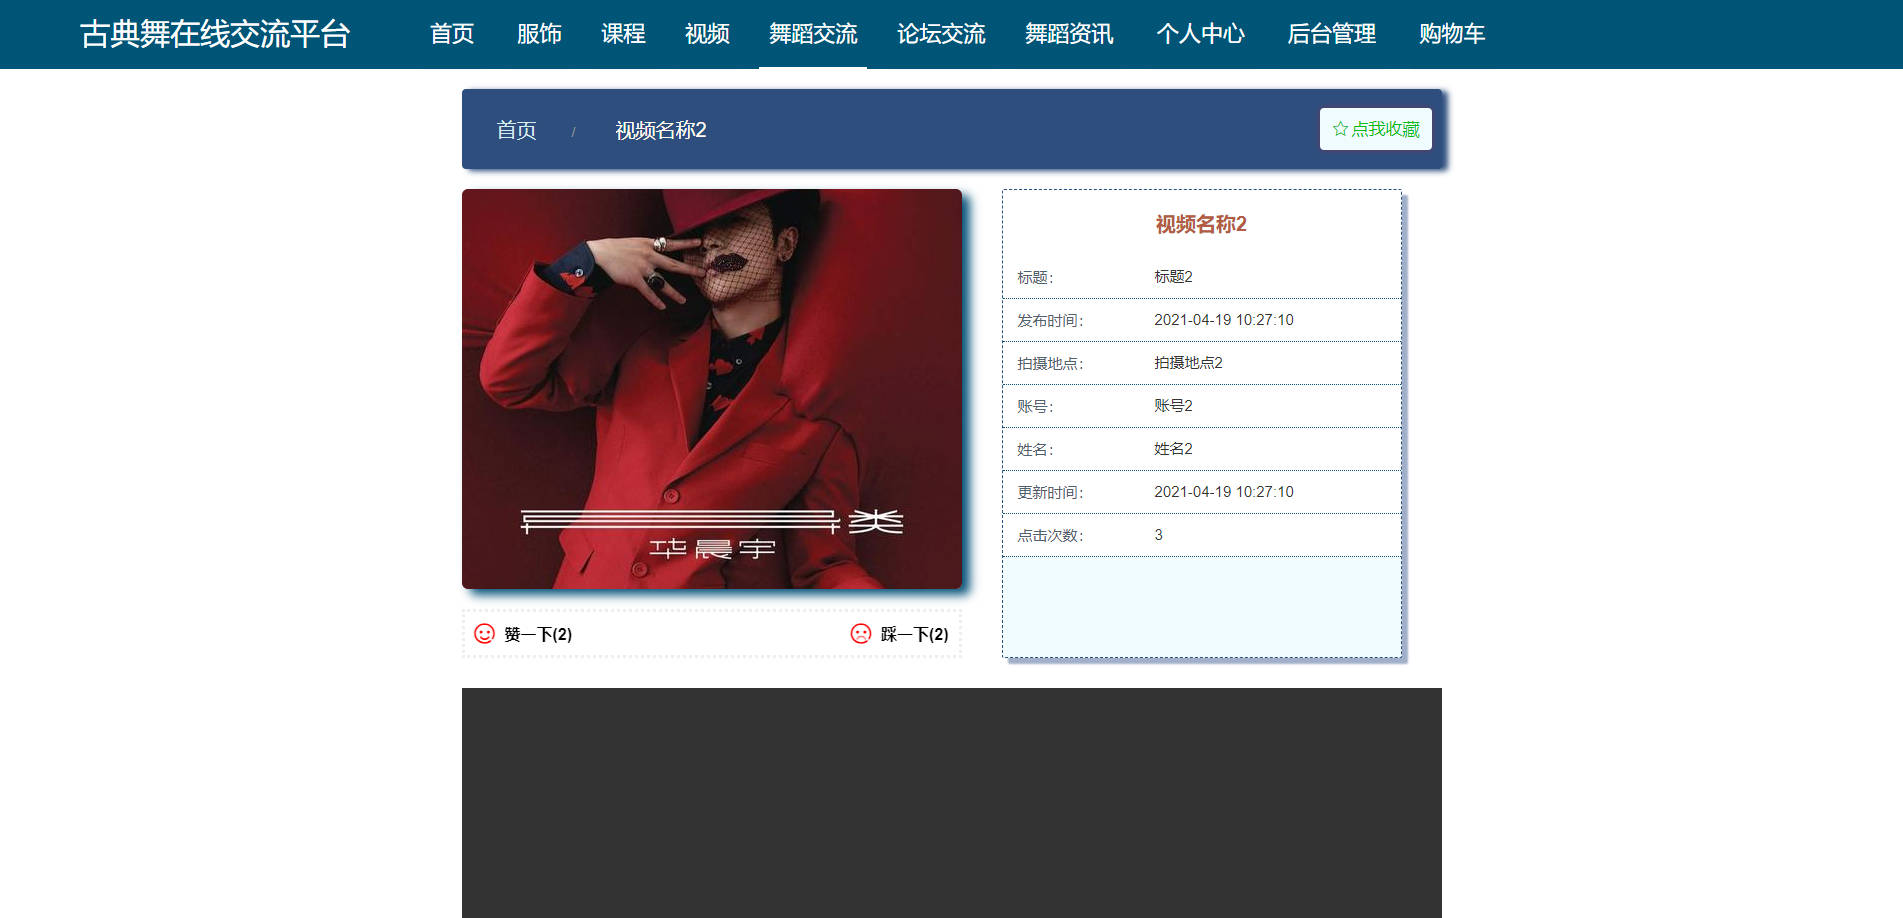 古典舞在线交流平台 首页 服饰 课程 视频 舞蹈交流 论坛交流 舞蹈资讯 个人中心 后台管理 购物车
首页 / 视频名称2 ☆点我收藏
华晨宇
赞一下(2) 踩一下(2)
视频名称2
标题： 标题2
发布时间： 2021-04-19 10:27:10
拍摄地点： 拍摄地点2
账号： 账号2
姓名： 姓名2
更新时间： 2021-04-19 10:27:10
点击次数： 3